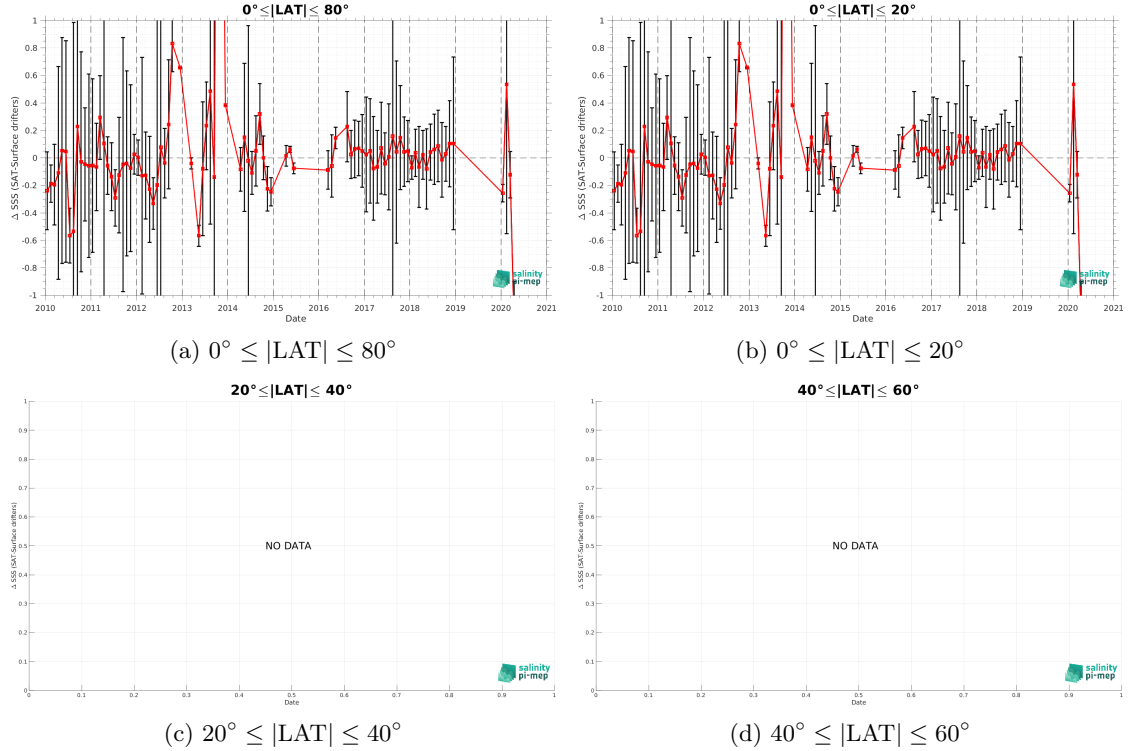 0°≤|LAT|≤ 80°
Δ SSS (SAT-Surface drifters)
1
0.8
0.6
0.4
0.2
0
-0.2
-0.4
-0.6
-0.8
-1
2010 2011 2012 2013 2014 2015 2016 2017 2018 2019 2020 2021
Date
salinity
pi-mep
(a) 0° ≤ |LAT| ≤ 80°
0°≤|LAT|≤ 20°
Δ SSS (SAT-Surface drifters)
1
0.8
0.6
0.4
0.2
0
-0.2
-0.4
-0.6
-0.8
-1
2010 2011 2012 2013 2014 2015 2016 2017 2018 2019 2020 2021
Date
salinity
pi-mep
(b) 0° ≤ |LAT| ≤ 20°
20°≤|LAT|≤ 40°
Δ SSS (SAT-Surface drifters)
1
0.9
0.8
0.7
0.6
0.5
0.4
0.3
0.2
0.1
0
NO DATA
0 0.1 0.2 0.3 0.4 0.5 0.6 0.7 0.8 0.9 1
Date
salinity
pi-mep
(c) 20° ≤ |LAT| ≤ 40°
40°≤|LAT|≤ 60°
Δ SSS (SAT-Surface drifters)
1
0.9
0.8
0.7
0.6
0.5
0.4
0.3
0.2
0.1
0
NO DATA
0 0.1 0.2 0.3 0.4 0.5 0.6 0.7 0.8 0.9 1
Date
salinity
pi-mep
(d) 40° ≤ |LAT| ≤ 60°